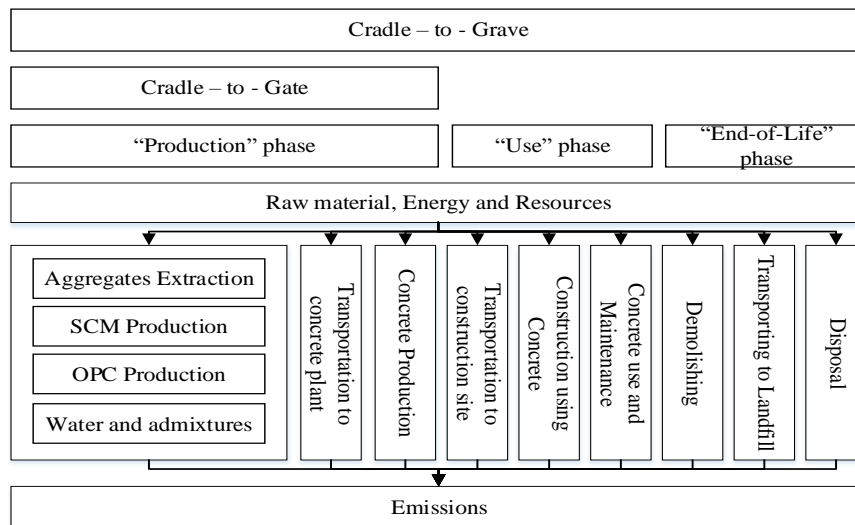 Cradle – to - Grave
Cradle – to - Gate
“Production” phase
“Use” phase
“End-of-Life”
phase
Raw material, Energy and Resources
Aggregates Extraction
SCM Production
OPC Production
Water and admixtures
Transportation to
concrete plant
Concrete Production
Transportation to
construction site
Construction using
Concrete
Concrete use and
Maintenance
Demolishing
Transporting to Landfill
Disposal
Emissions